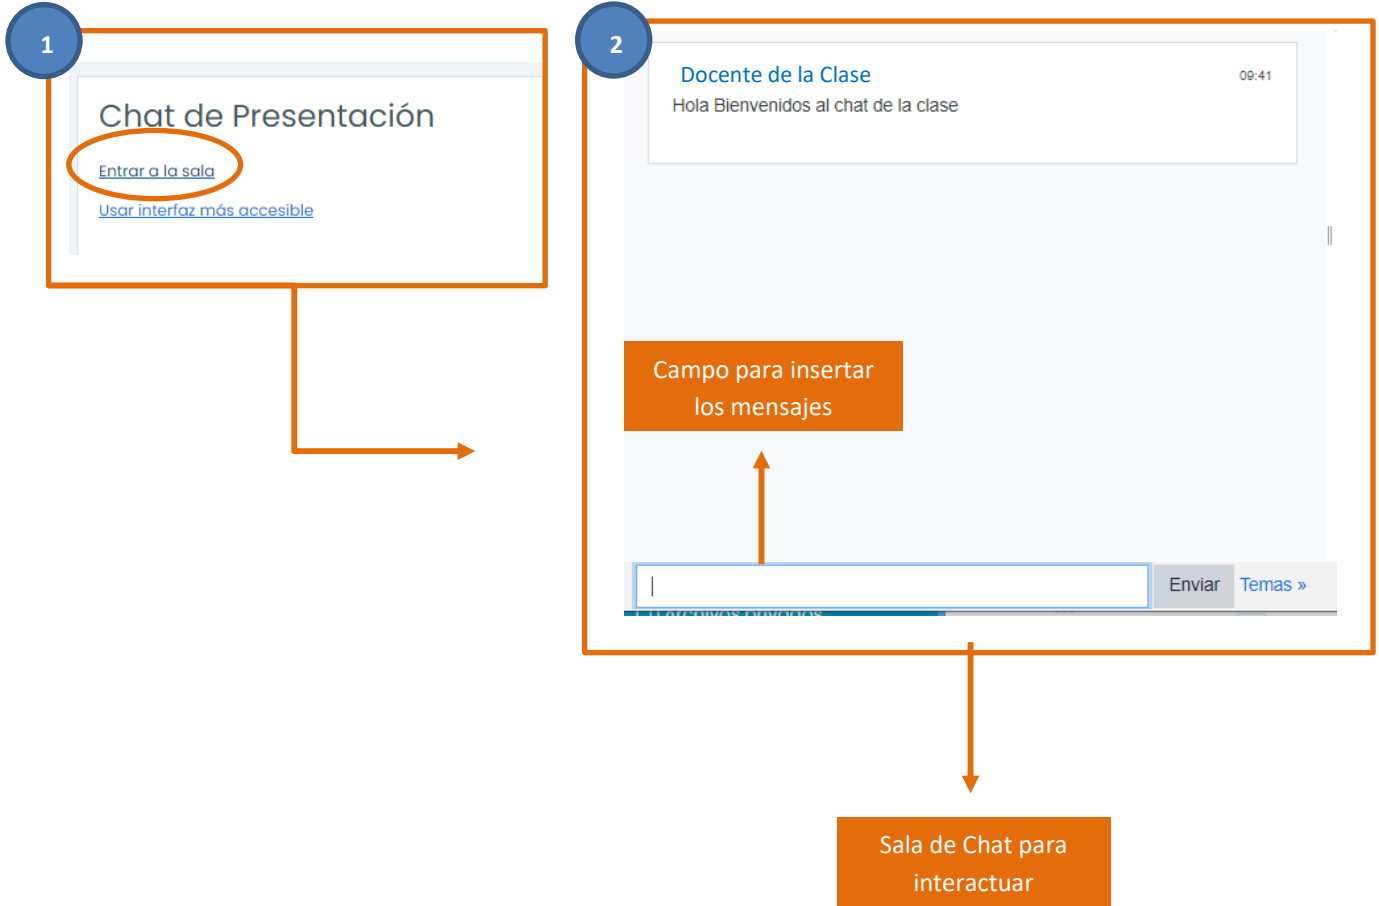 1
Chat de Presentación
Entrar a la sala
Usar interfaz más accesible
2
Docente de la Clase
09:41
Hola Bienvenidos al chat de la clase
Campo para insertar
los mensajes
Enviar
Temas »
Sala de Chat para
interactuar